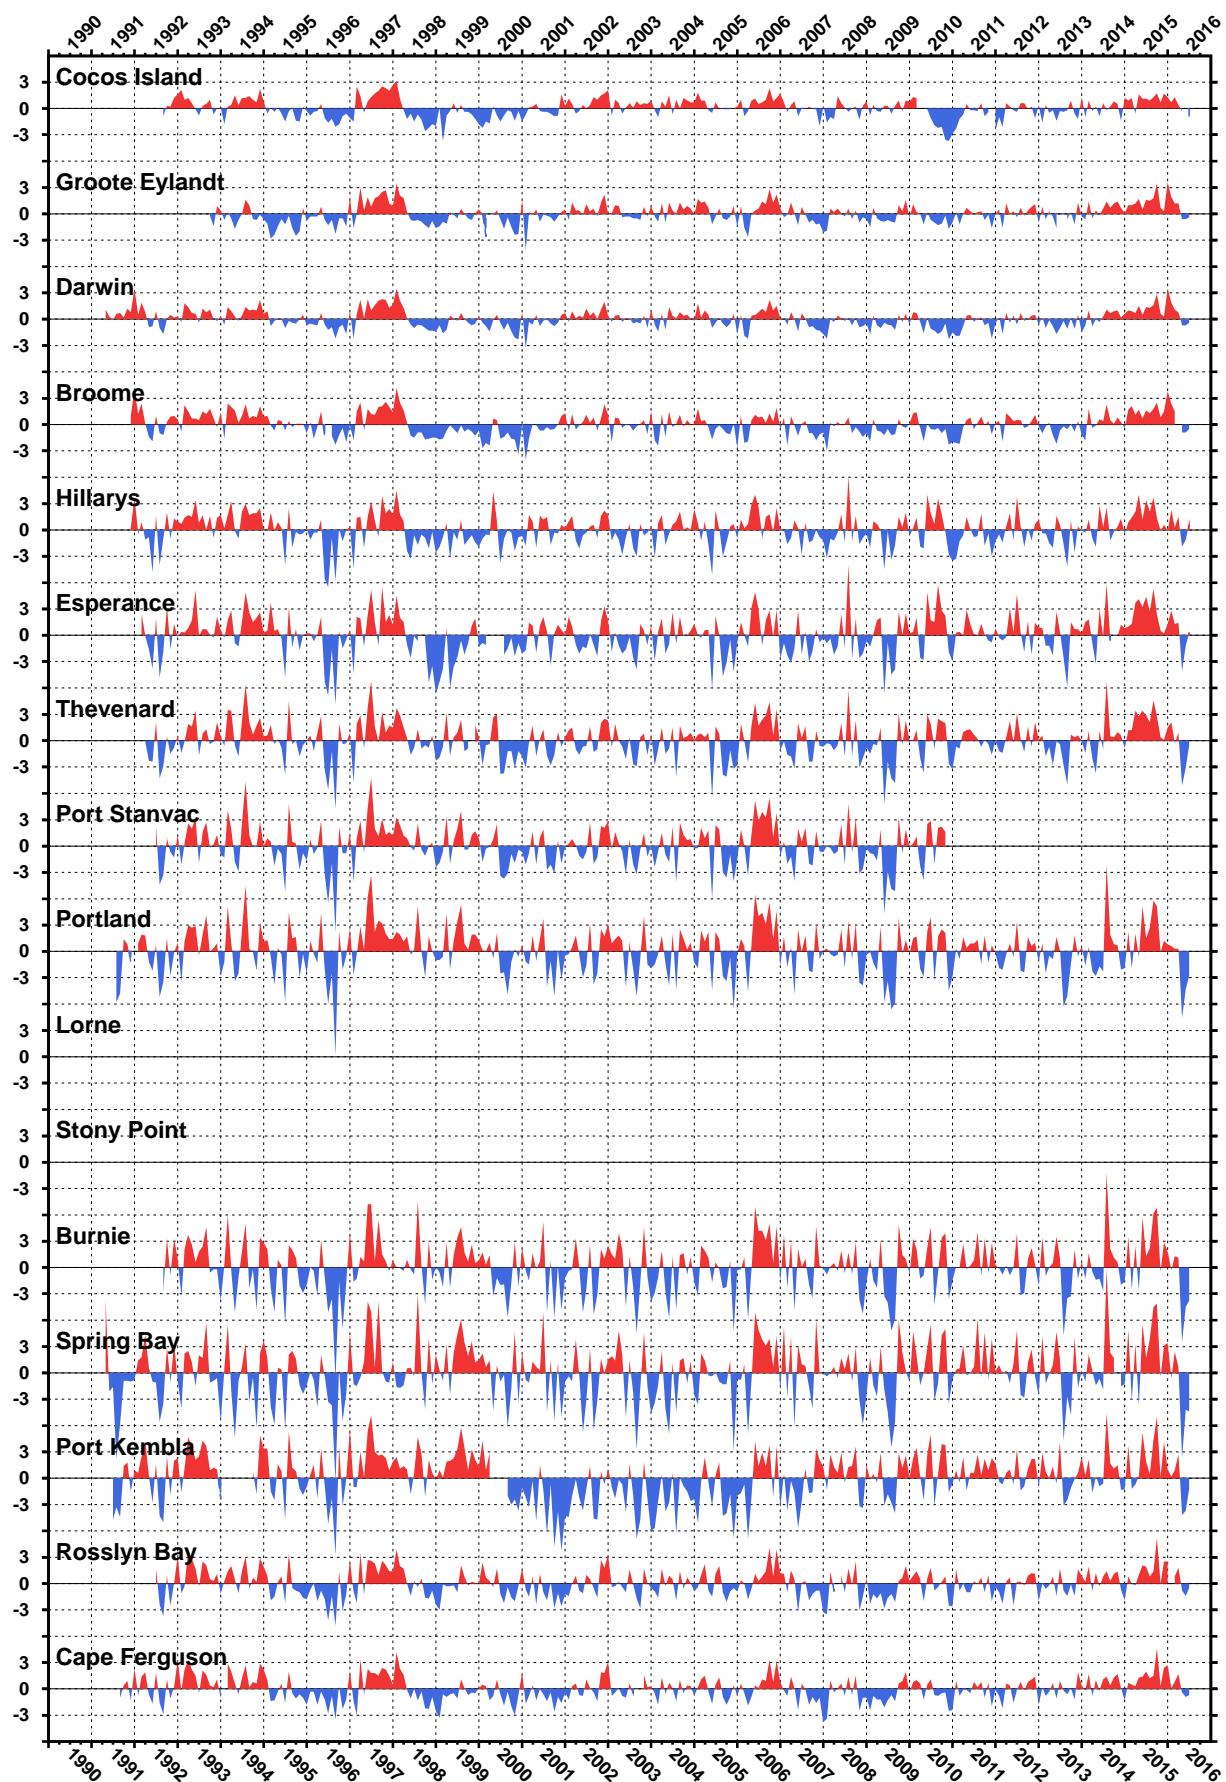 1990 1991 1992 1993 1994 1995 1996 1997 1998 1999 2000 2001 2002 2003 2004 2005 2006 2007 2008 2009 2010 2011 2012 2013 2014 2015 2016
Cocos Island
3
0
-3
Groote Eylandt
3
0
-3
Darwin
3
0
-3
Broome
3
0
-3
Hillarys
3
0
-3
Esperance
3
0
-3
Thevenard
3
0
-3
Port Stanvac
3
0
-3
Portland
3
0
-3
Lorne
3
0
-3
Stony Point
3
0
-3
Burnie
3
0
-3
Spring Bay
3
0
-3
Port Kembla
3
0
-3
Rosslyn Bay
3
0
-3
Cape Ferguson
3
0
-3
1990 1991 1992 1993 1994 1995 1996 1997 1998 1999 2000 2001 2002 2003 2004 2005 2006 2007 2008 2009 2010 2011 2012 2013 2014 2015 2016